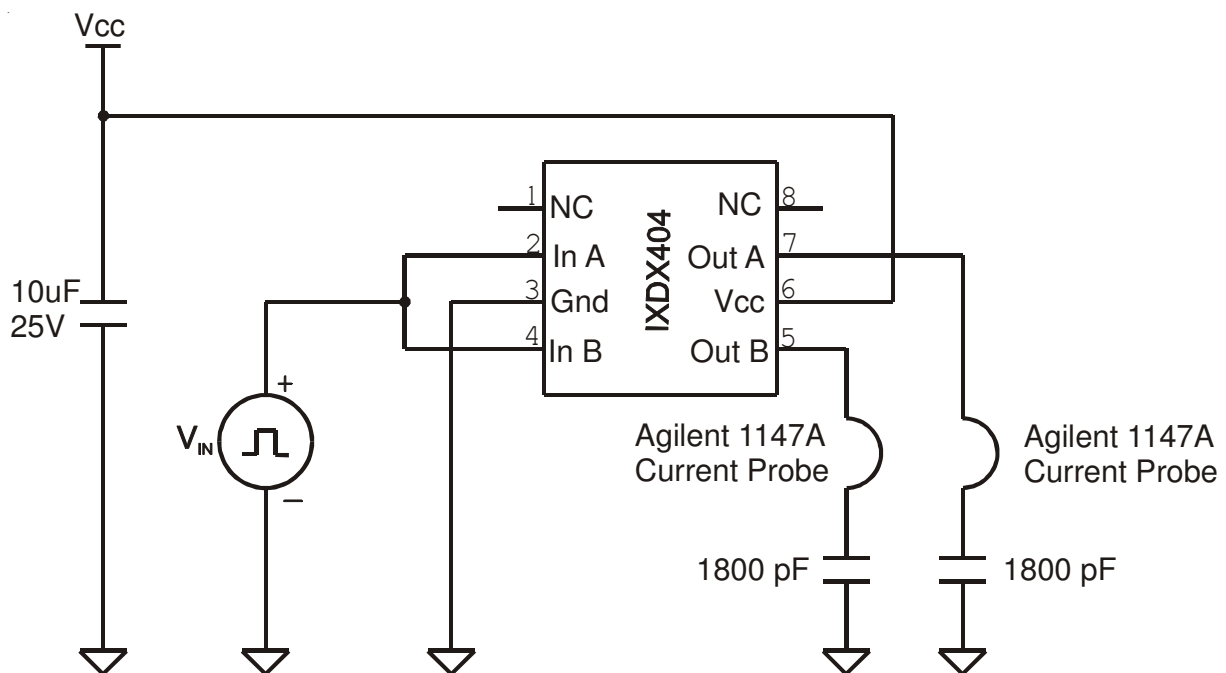 Vcc
1
NC
NC
8
2
In A
Out A
7
10uF
25V
3
Gnd
IXDX404
Vcc
6
4
In B
Out B
5
+
VIN
−
Agilent 1147A
Current Probe
Agilent 1147A
Current Probe
1800 pF
1800 pF